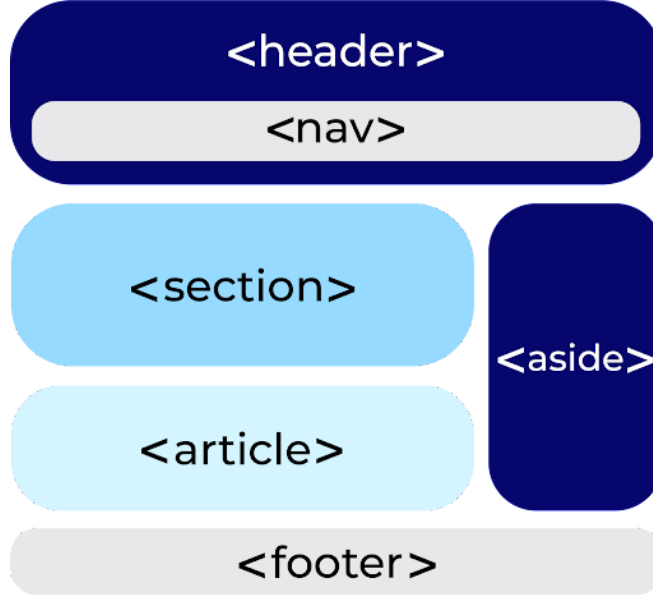 <header>
<nav>
<section>
<aside>
<article>
<footer>